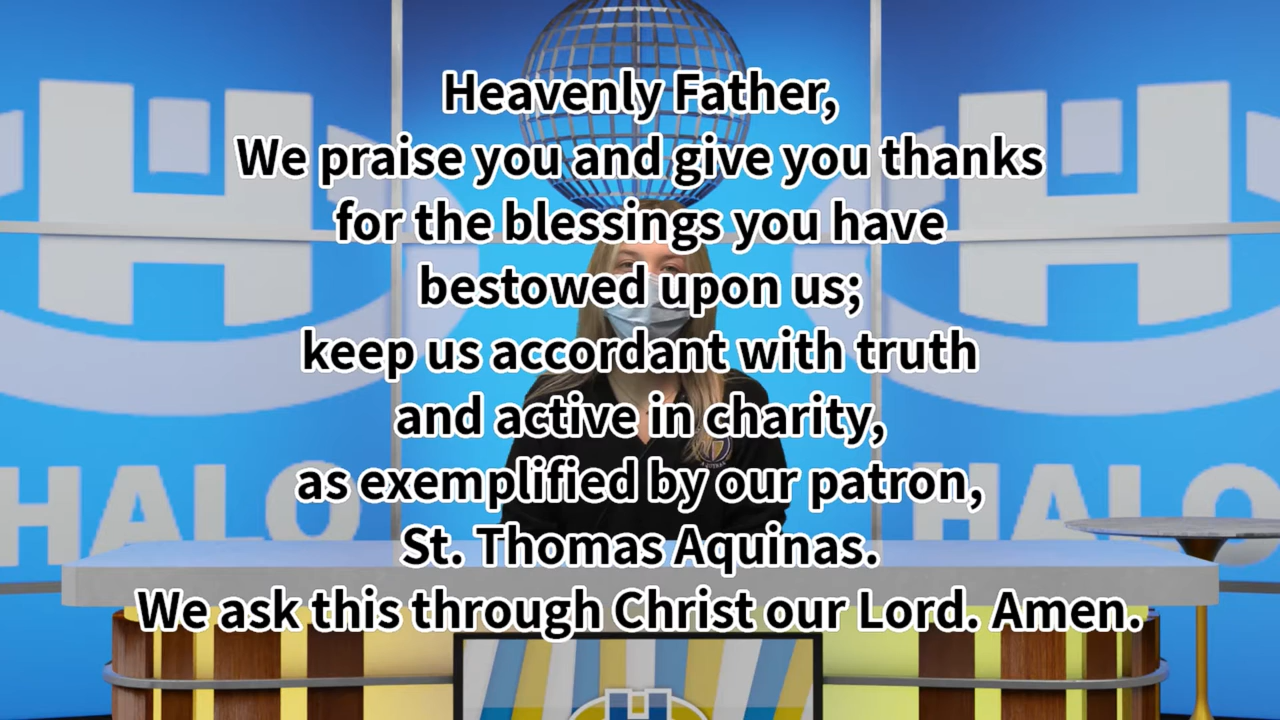 Heavenly Father,
We praise you and give you thanks
for the blessings you have
bestowed upon us;
keep us accordant with truth
and active in charity,
as exemplified by our patron,
St. Thomas Aquinas.
We ask this through Christ our Lord. Amen.
HALO
HALO